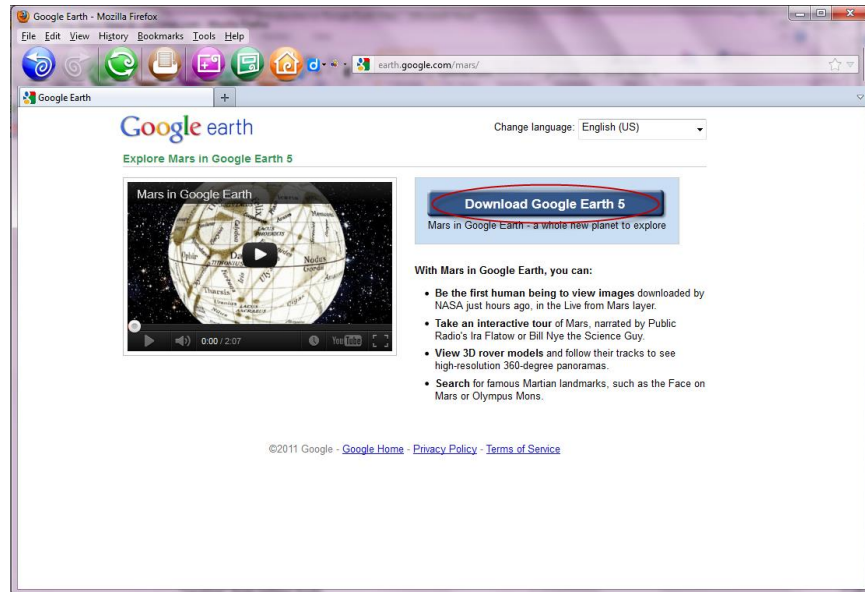 Google Earth - Mozilla Firefox
File Edit View History Bookmarks Tools Help
earth.google.com/mars/
Google Earth
Google earth
Change language: English (US)
Explore Mars in Google Earth 5
Mars in Google Earth
Nodes
Gordii
Tharsis
0:00 / 2:07
YouTube
Download Google Earth 5
Mars in Google Earth - a whole new planet to explore
With Mars in Google Earth, you can:
• Be the first human being to view images downloaded by
NASA just hours ago, in the Live from Mars layer.
• Take an interactive tour of Mars, narrated by Public
Radio's Ira Flatow or Bill Nye the Science Guy.
• View 3D rover models and follow their tracks to see
high-resolution 360-degree panoramas.
• Search for famous Martian landmarks, such as the Face on
Mars or Olympus Mons.
©2011 Google - Google Home - Privacy Policy - Terms of Service